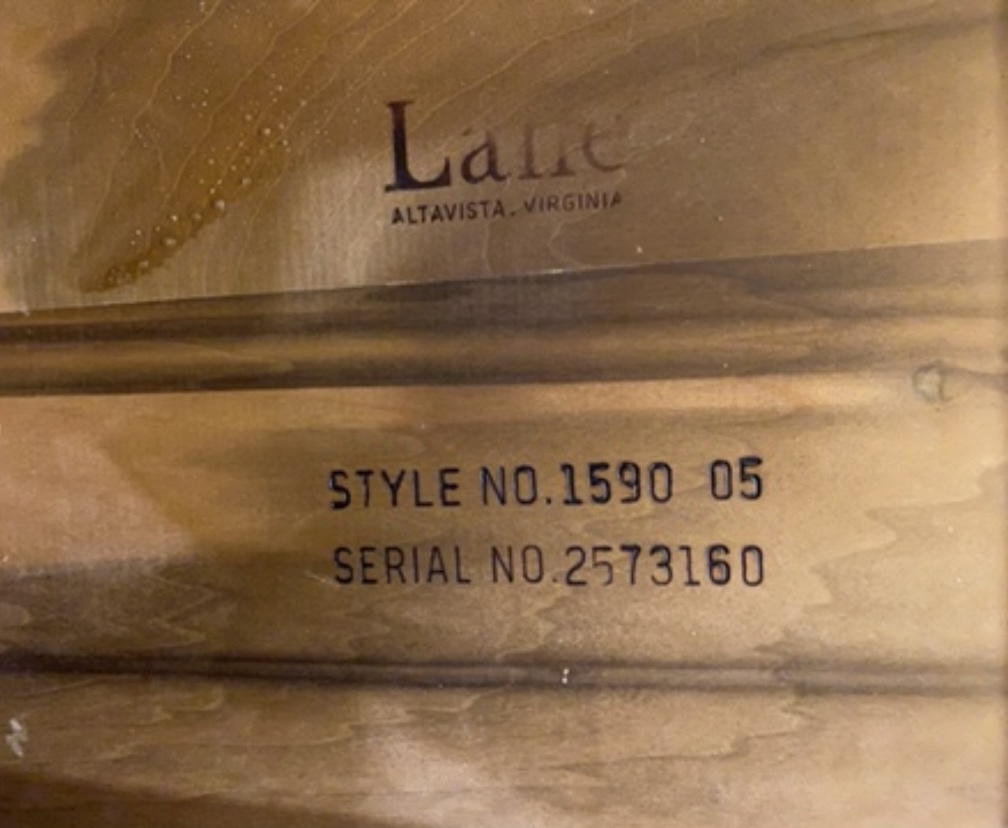 Lane
ALTAVISTA, VIRGINIA
STYLE NO.1590 05
SERIAL NO.2573160